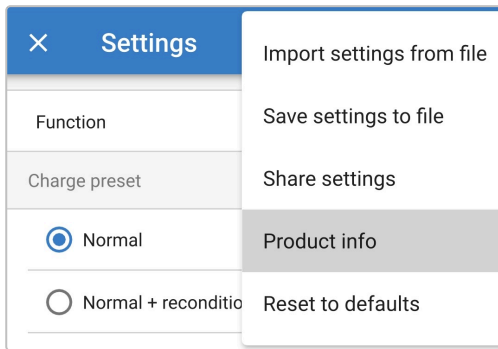 Settings
Function
Charge preset
Normal
Normal + reconditio
Import settings from file
Save settings to file
Share settings
Product info
Reset to defaults